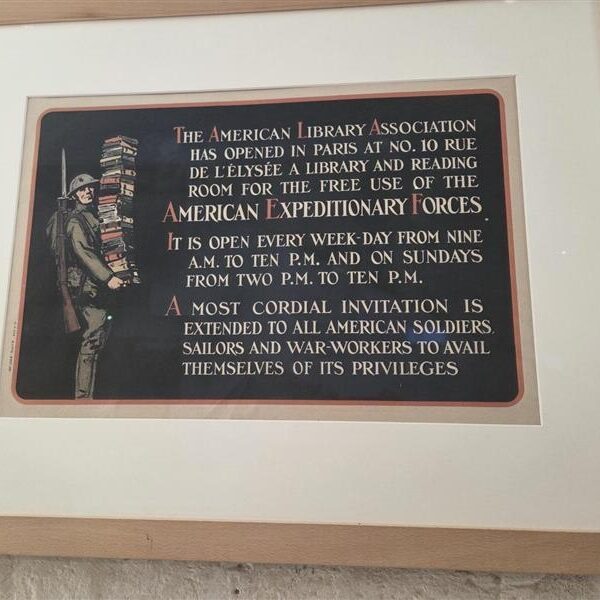 THE AMERICAN LIBRARY ASSOCIATION
HAS OPENED IN PARIS AT NO. 10 RUE
DE L'ÉLYSÉE A LIBRARY AND READING
ROOM FOR THE FREE USE OF THE
AMERICAN EXPEDITIONARY FORCES.
IT IS OPEN EVERY WEEK-DAY FROM NINE
A.M. TO TEN P.M. AND ON SUNDAYS
FROM TWO P.M. TO TEN P.M.
A MOST CORDIAL INVITATION IS
EXTENDED TO ALL AMERICAN SOLDIERS,
SAILORS AND WAR-WORKERS TO AVAIL
THEMSELVES OF ITS PRIVILEGES